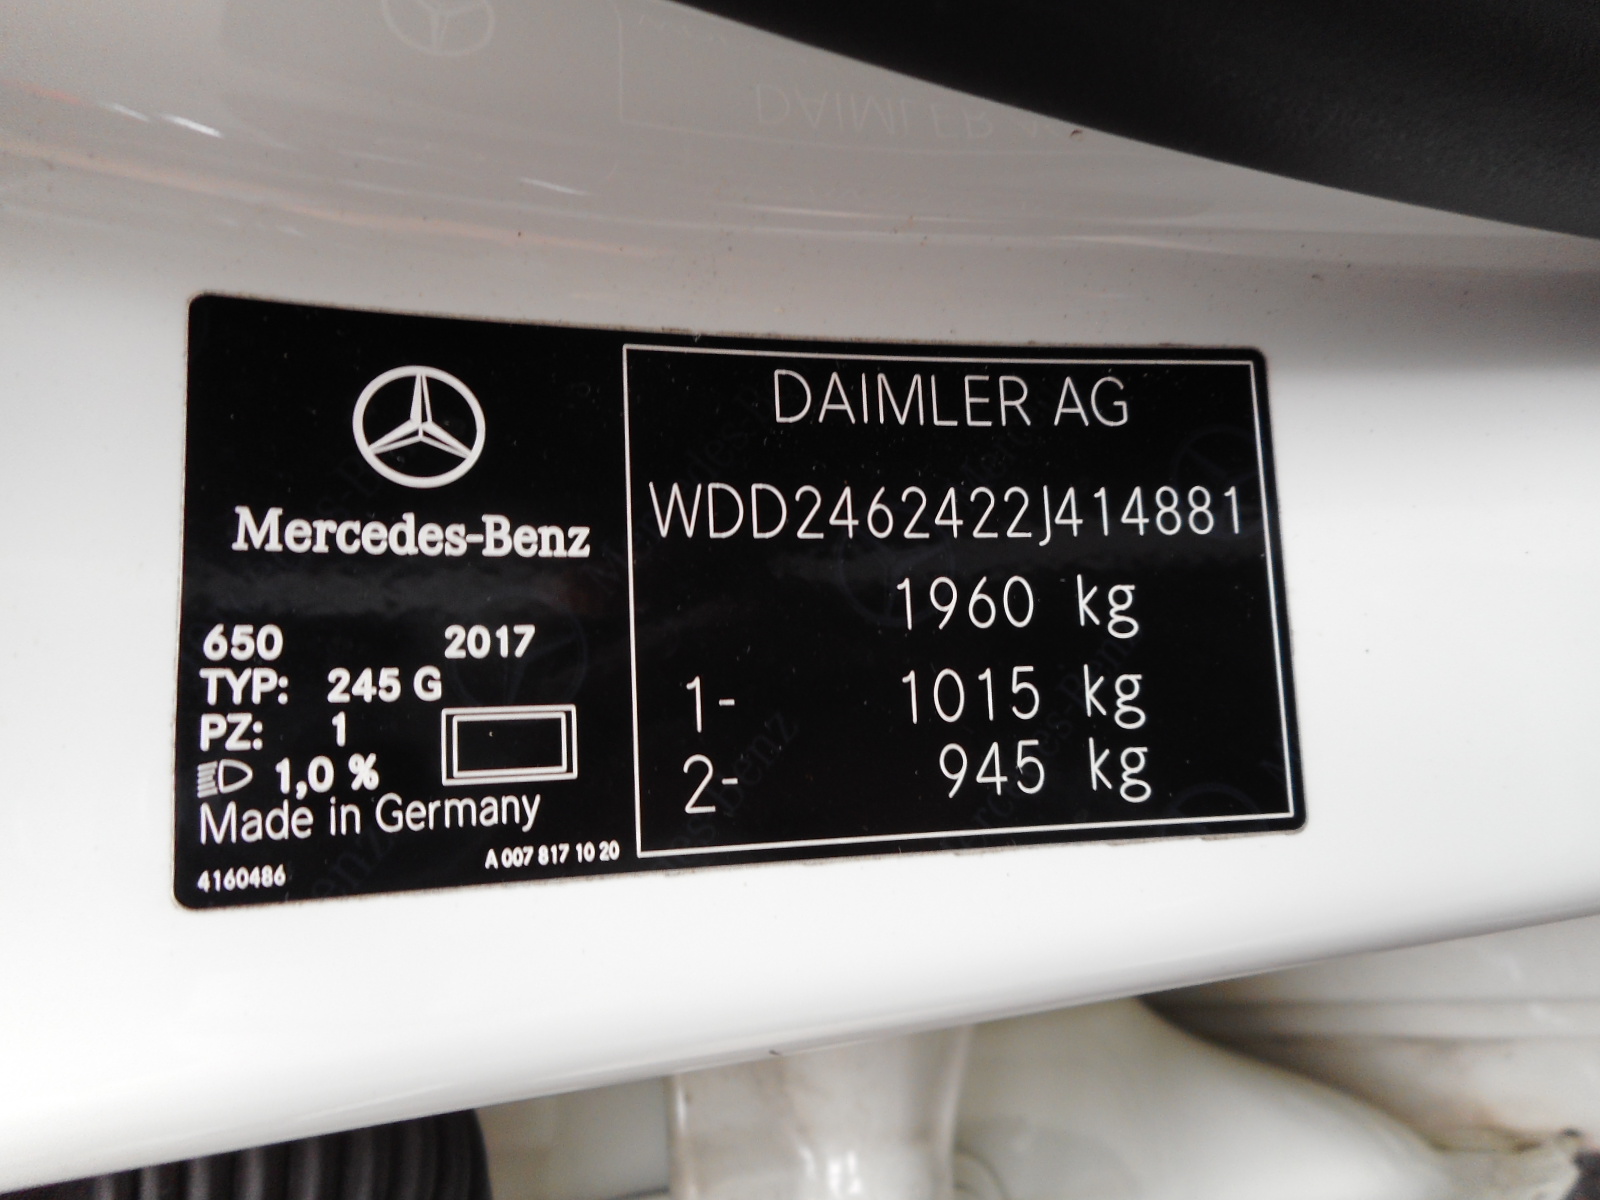 Mercedes-Benz
650 2017
TYP: 245 G
PZ: 1
1,0 %
Made in Germany
4160486 A 007 817 10 20
DAIMLER AG
WDD2462422J414881
1960 kg
1- 1015 kg
2- 945 kg